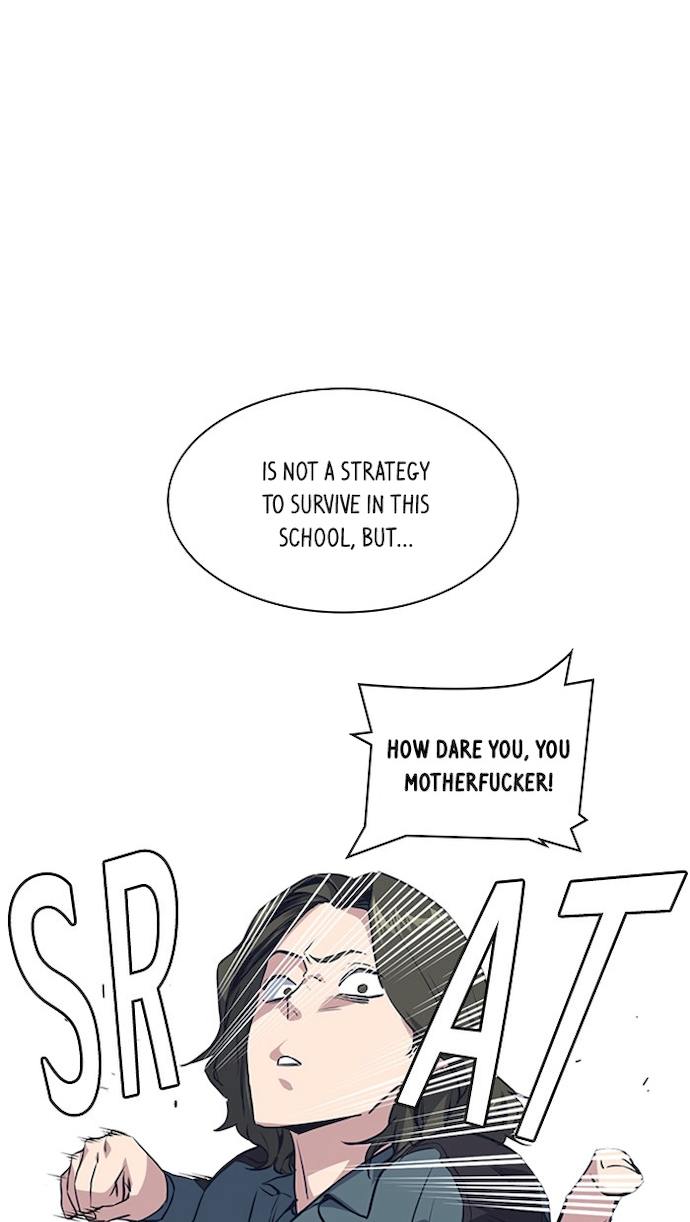 IS NOT A STRATEGY
TO SURVIVE IN THIS
SCHOOL, BUT...
HOW DARE YOU, YOU
MOTHERFUCKER!
SRAT